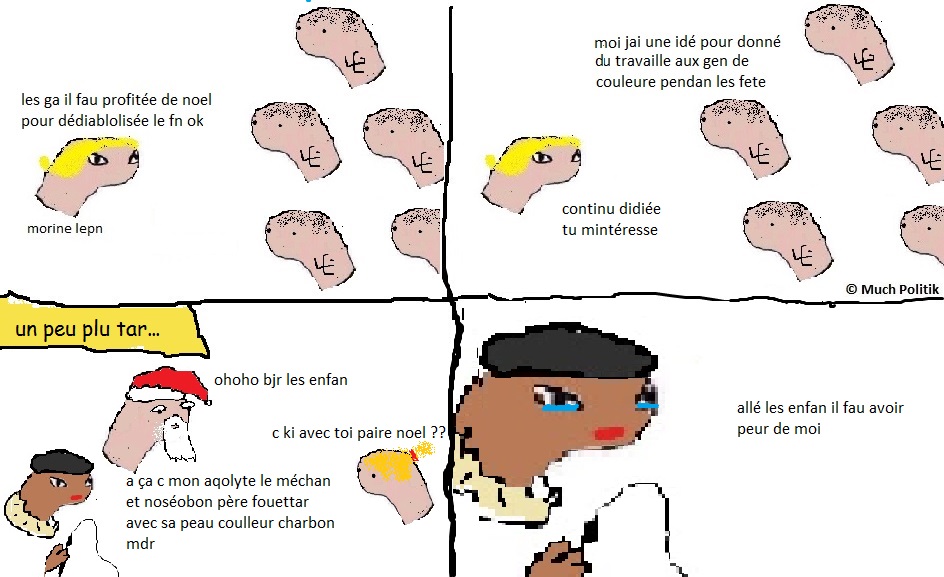 les ga il fau profitée de noel
pour dédiablolisée le fn ok
morine lepn
moi jai une idé pour donné
du travaille aux gen de
couleure pendan les fete
continu didiée
tu mintéresse
© Much Politik
un peu plu tar...
ohoho bjr les enfan
c ki avec toi paire noel ??
a ça c mon aqolyte le méchan
et noséobon père fouettar
avec sa peau coulleur charbon
mdr
allé les enfan il fau avoir
peur de moi